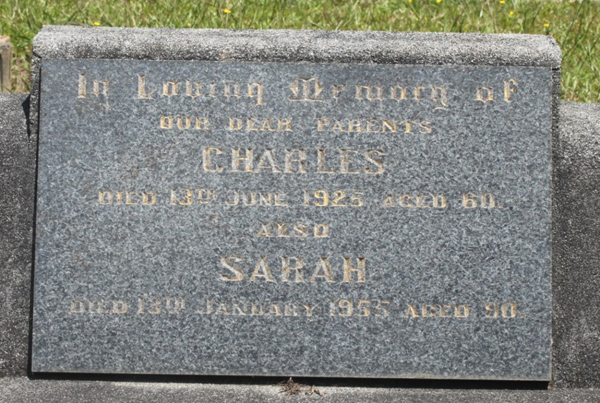 In Loving Memory of
OUR DEAR PARENTS
CHARLES
DIED 13TH JUNE 1925 AGED 60.
ALSO
SARAH
DIED 13TH JANUARY 1955 AGED 90.